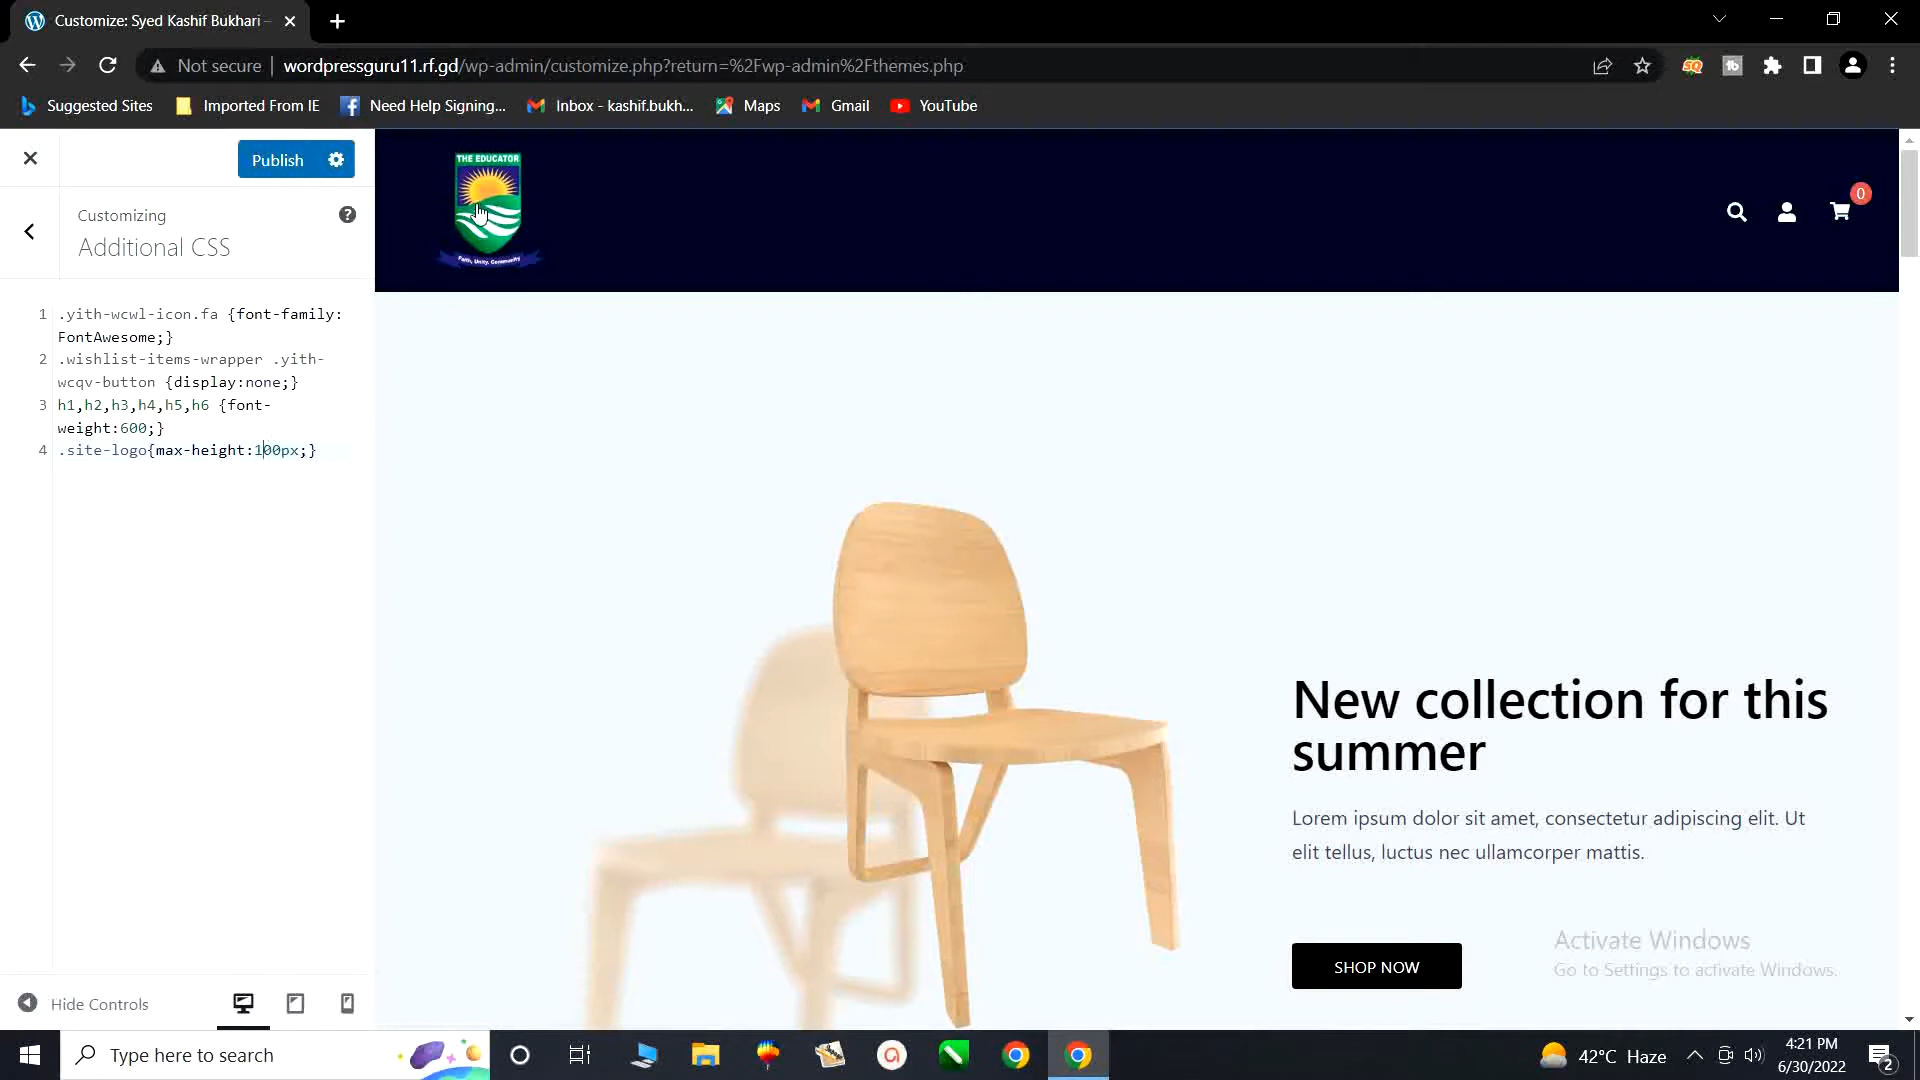 Customize: Syed Kashif Bukhari –
Not secure
wordpressguru11.rf.gd/wp-admin/customize.php?return=%2Fwp-admin%2Fthemes.php
Suggested Sites
Imported From IE
Need Help Signing...
Inbox - kashif.bukh...
Maps
Gmail
YouTube
Publish
Customizing
Additional CSS
1 .yith-wcwl-icon.fa {font-family:
FontAwesome;}
2 .wishlist-items-wrapper .yith-
wcqv-button {display:none;}
3 h1,h2,h3,h4,h5,h6 {font-
weight:600;}
4 .site-logo{max-height:100px;}
Hide Controls
THE EDUCATOR
Faith, Unity, Community
0
New collection for this
summer
Lorem ipsum dolor sit amet, consectetur adipiscing elit. Ut
elit tellus, luctus nec ullamcorper mattis.
SHOP NOW
Activate Windows
Go to Settings to activate Windows.
Type here to search
42°C Haze
4:21 PM
6/30/2022
2